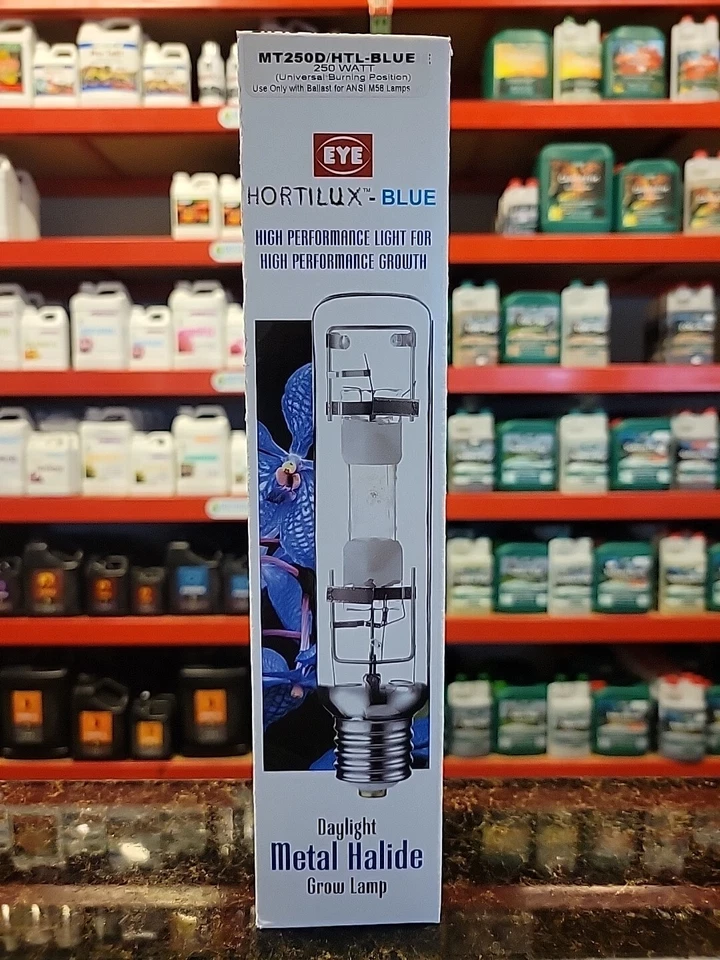 MT250D/HTL-BLUE
250 WATT
(Universal Burning Position)
Use Only with Ballast for ANSI M58 Lamps
EYE
HORTILUX™-BLUE
HIGH PERFORMANCE LIGHT FOR
HIGH PERFORMANCE GROWTH
Daylight
Metal Halide
Grow Lamp